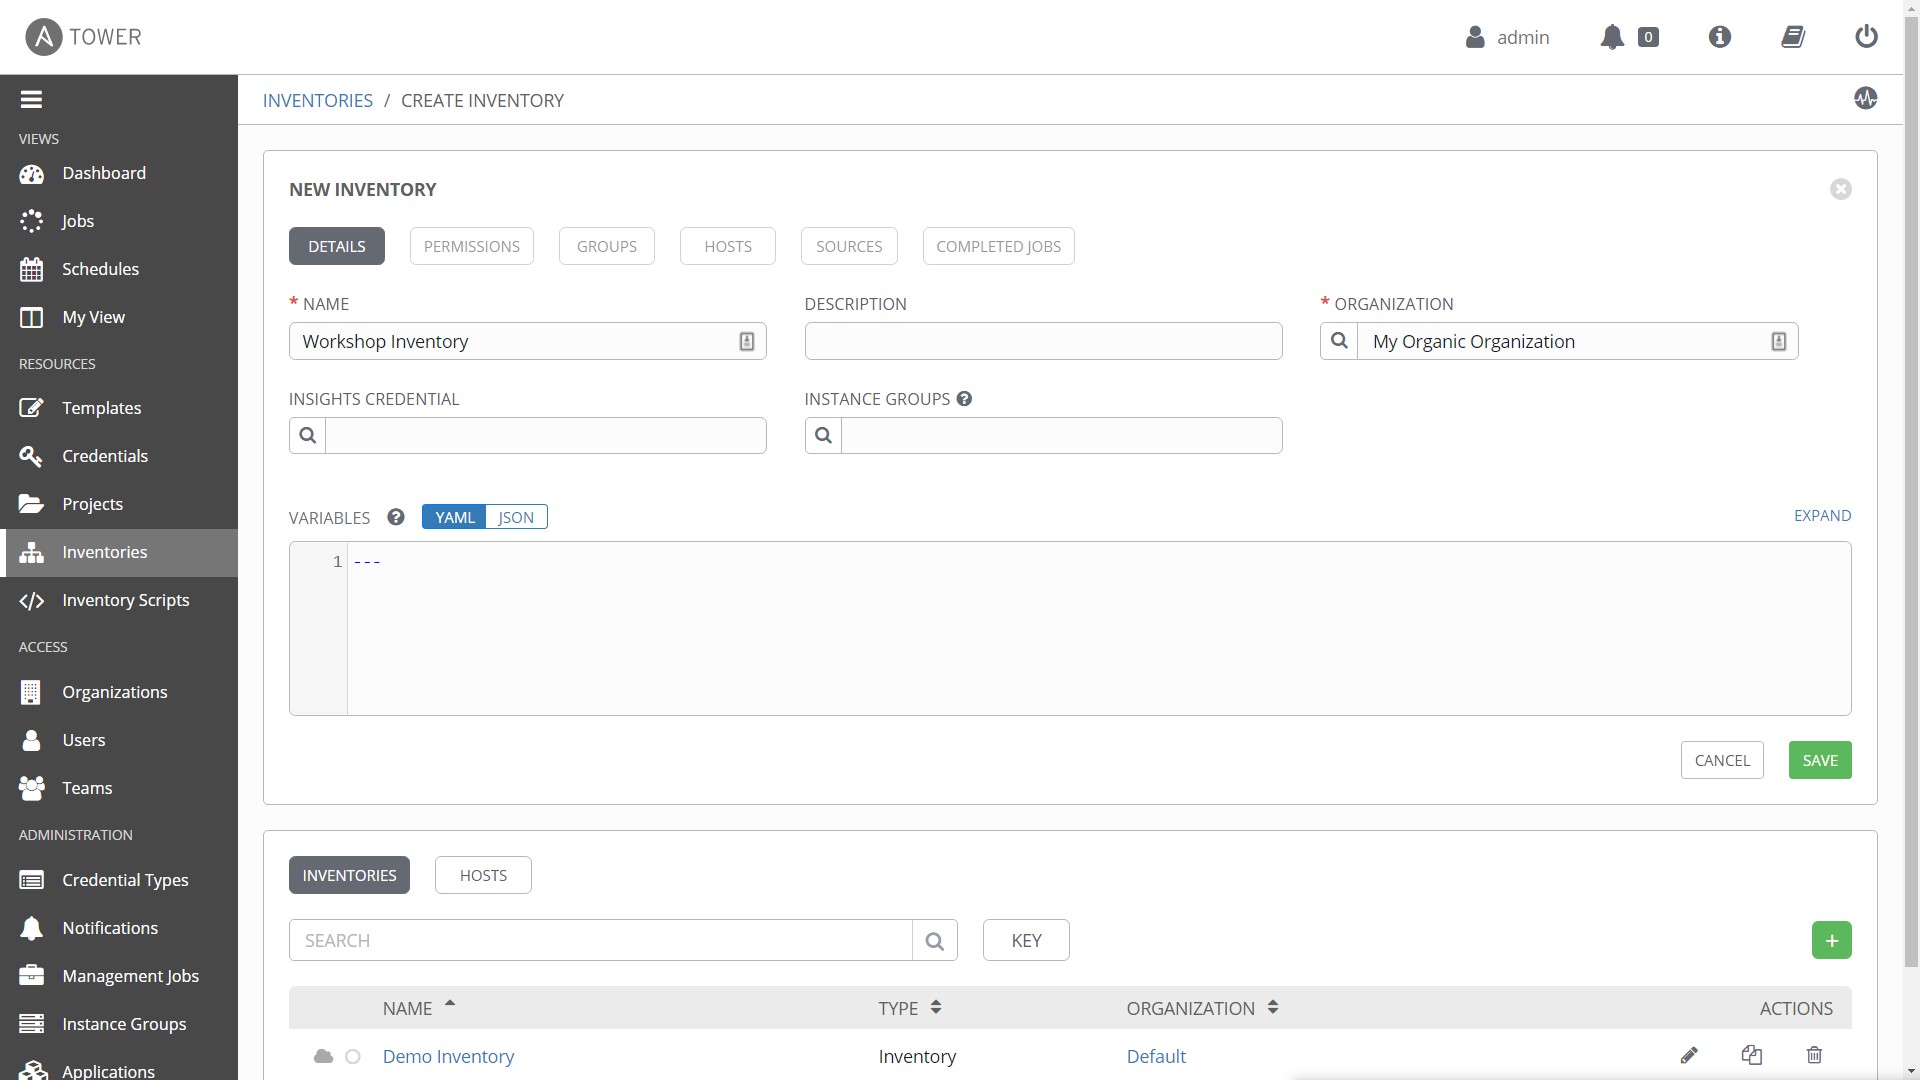 TOWER
admin
0
INVENTORIES / CREATE INVENTORY
VIEWS
Dashboard
Jobs
Schedules
My View
RESOURCES
Templates
Credentials
Projects
Inventories
Inventory Scripts
ACCESS
Organizations
Users
Teams
ADMINISTRATION
Credential Types
Notifications
Management Jobs
Instance Groups
Applications
NEW INVENTORY
DETAILS PERMISSIONS GROUPS HOSTS SOURCES COMPLETED JOBS
* NAME
Workshop Inventory
DESCRIPTION
* ORGANIZATION
My Organic Organization
INSIGHTS CREDENTIAL
INSTANCE GROUPS ?
VARIABLES ? YAML JSON
EXPAND
1 ---
CANCEL SAVE
INVENTORIES HOSTS
SEARCH
KEY
+
NAME TYPE ORGANIZATION ACTIONS
Demo Inventory Inventory Default